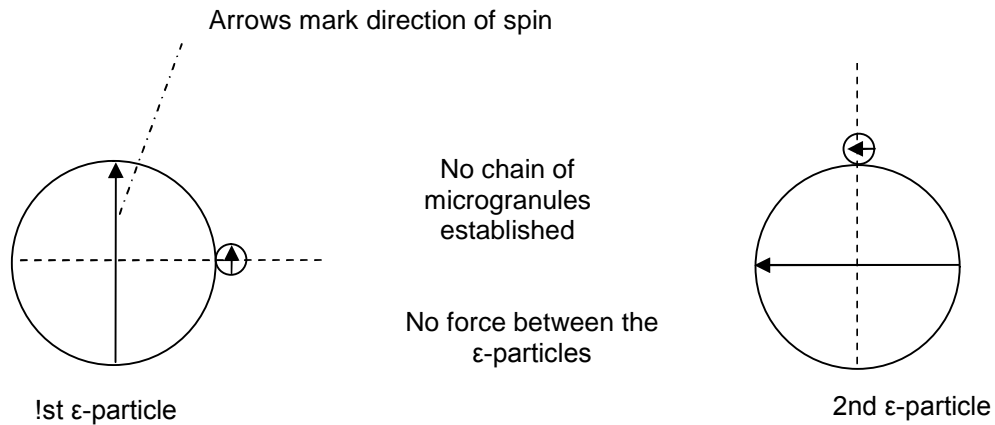 Arrows mark direction of spin
No chain of
microgranules
established
No force between the
ε-particles
!st ε-particle
2nd ε-particle